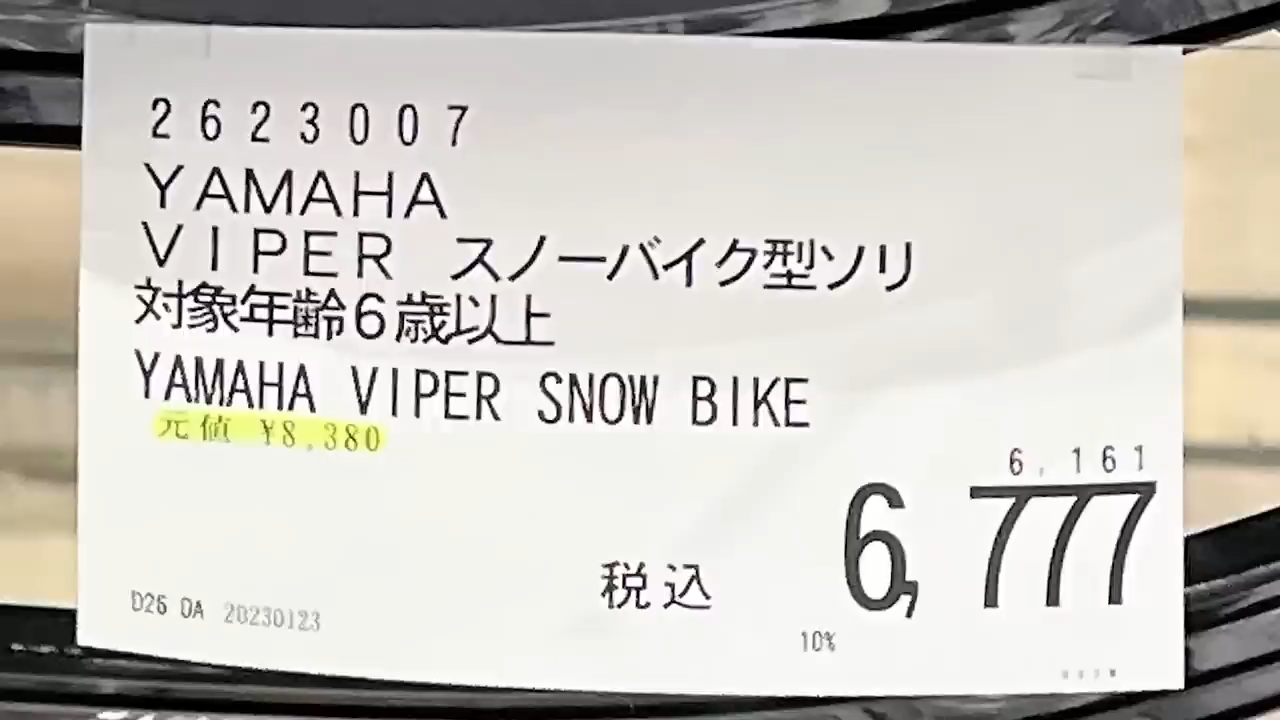 2623007
YAMAHA
VIPER スノーバイク型ソリ
対象年齢6歳以上
YAMAHA VIPER SNOW BIKE
元値 ¥8,380
6,161
税込 6,777
10%
D26 OA 20230123